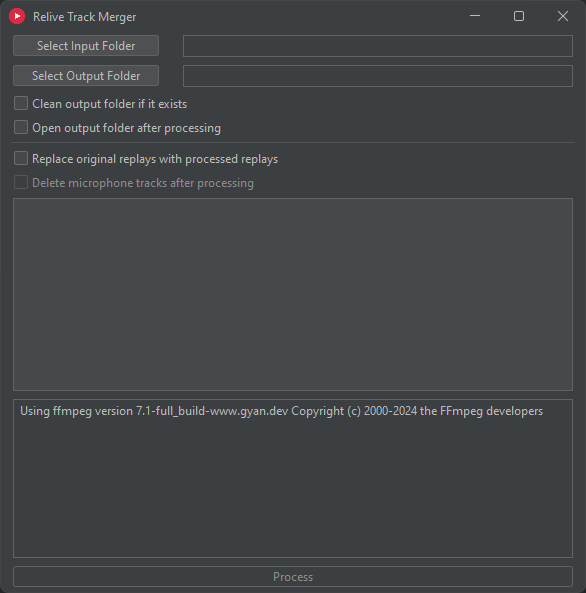 Relive Track Merger
Select Input Folder
Select Output Folder
Clean output folder if it exists
Open output folder after processing
Replace original replays with processed replays
Delete microphone tracks after processing
Using ffmpeg version 7.1-full_build-www.gyan.dev Copyright (c) 2000-2024 the FFmpeg developers
Process